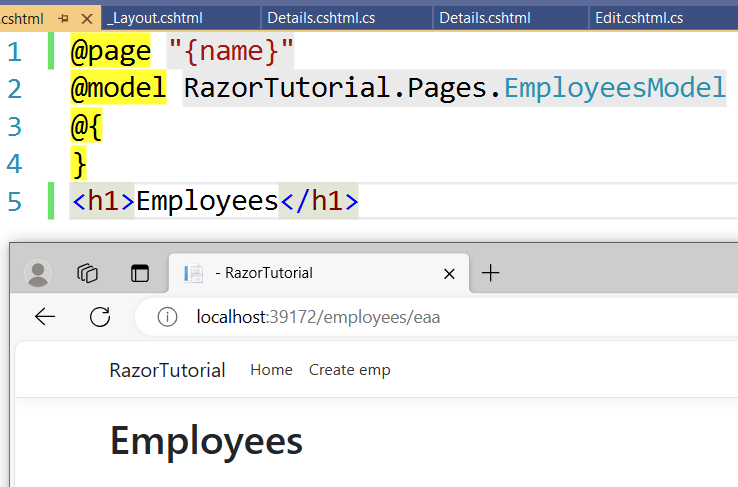 .cshtml _Layout.cshtml Details.cshtml.cs Details.cshtml Edit.cshtml.cs
1 @page "{name}"
2 @model RazorTutorial.Pages.EmployeesModel
3 @{
4 }
5 <h1>Employees</h1>
- RazorTutorial
localhost:39172/employees/eaa
RazorTutorial Home Create emp
Employees